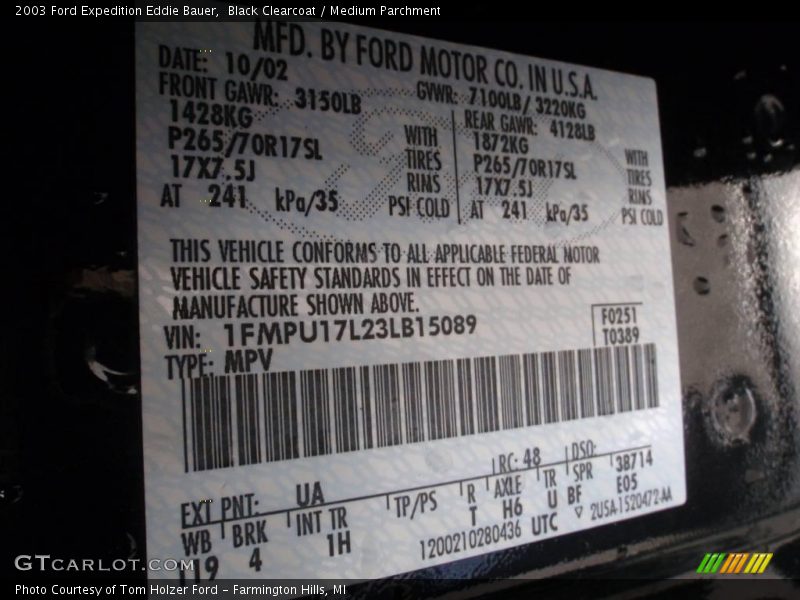 2003 Ford Expedition Eddie Bauer, Black Clearcoat / Medium Parchment
MFD. BY FORD MOTOR CO. IN U.S.A.
DATE: 10/02 GVWR: 7100LB/ 3220KG
FRONT GAWR: 3150LB REAR GAWR: 4128LB
1428KG 1872KG
P265/70R17SL WITH P265/70R17SL WITH
17X7.5J TIRES 17X7.5J TIRES
RINS RINS
AT 241 kPa/35 PSI COLD AT 241 kPa/35 PSI COLD
THIS VEHICLE CONFORMS TO ALL APPLICABLE FEDERAL MOTOR
VEHICLE SAFETY STANDARDS IN EFFECT ON THE DATE OF
MANUFACTURE SHOWN ABOVE.
VIN: 1FMPU17L23LB15089 F0251
TYPE: MPV T0389
EXT PNT: UA RC: 48 DSO:
WB BRK INT TR TP/PS R AXLE TR SPR 3B714
U9 4 1H T H6 U BF E05
1200210280436 UTC ▽ 2USA-1520472-AA
GTCARLOT.COM
Photo Courtesy of Tom Holzer Ford - Farmington Hills, MI